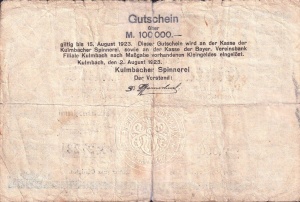 Gutschein
über
M. 100 000.—
giltig bis 15. August 1923. Dieser Gutschein wird an der Kasse der
Kulmbacher Spinnerei, sowie an der Kasse der Bayer. Vereinsbank
Filiale Kulmbach nach Maßgabe des vorhandenen Kleingeldes eingelöst.
Kulmbach, den 2. August 1923.
Kulmbacher Spinnerei
Der Vorstand: